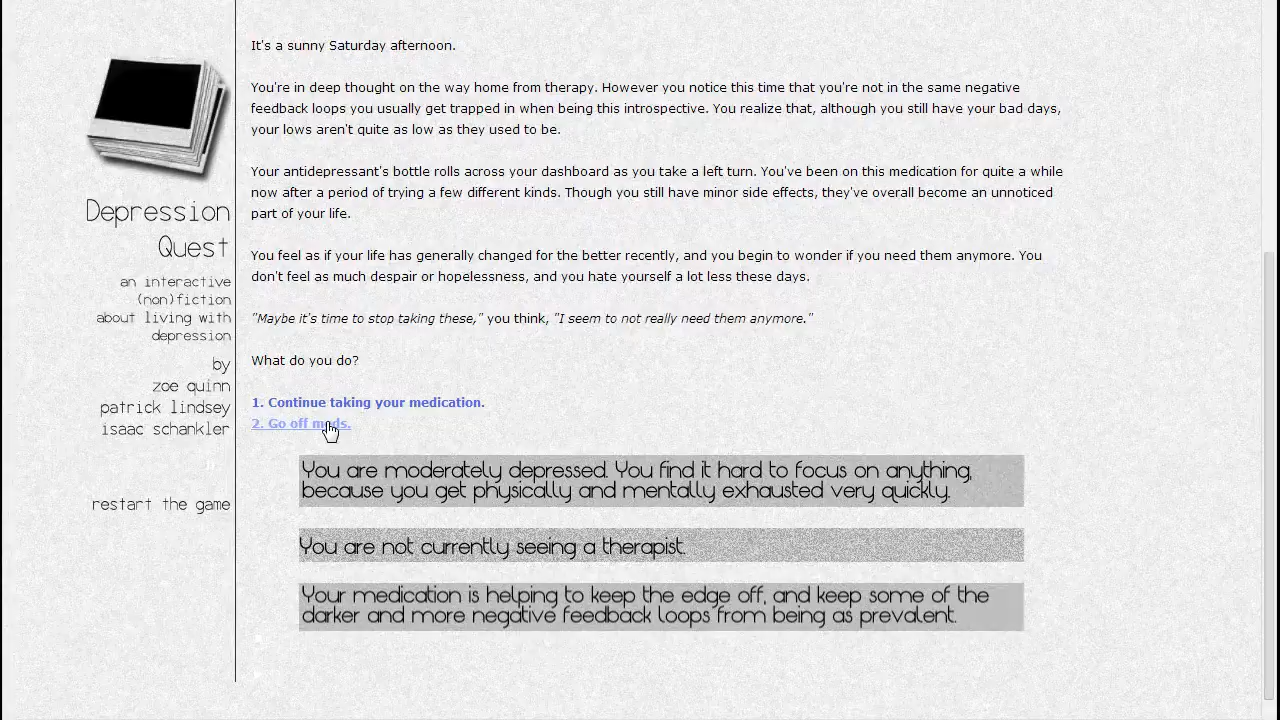 It's a sunny Saturday afternoon.
You're in deep thought on the way home from therapy. However you notice this time that you're not in the same negative
feedback loops you usually get trapped in when being this introspective. You realize that, although you still have your bad days,
your lows aren't quite as low as they used to be.
Your antidepressant's bottle rolls across your dashboard as you take a left turn. You've been on this medication for quite a while
now after a period of trying a few different kinds. Though you still have minor side effects, they've overall become an unnoticed
part of your life.
You feel as if your life has generally changed for the better recently, and you begin to wonder if you need them anymore. You
don't feel as much despair or hopelessness, and you hate yourself a lot less these days.
"Maybe it's time to stop taking these," you think, "I seem to not really need them anymore."
What do you do?
1. Continue taking your medication.
2. Go off meds.
You are moderately depressed. You find it hard to focus on anything,
because you get physically and mentally exhausted very quickly.
You are not currently seeing a therapist.
Your medication is helping to keep the edge off, and keep some of the
darker and more negative feedback loops from being as prevalent.
Depression
Quest
an interactive
(non)fiction
about living with
depression
by
zoe quinn
patrick lindsey
isaac schankler
restart the game